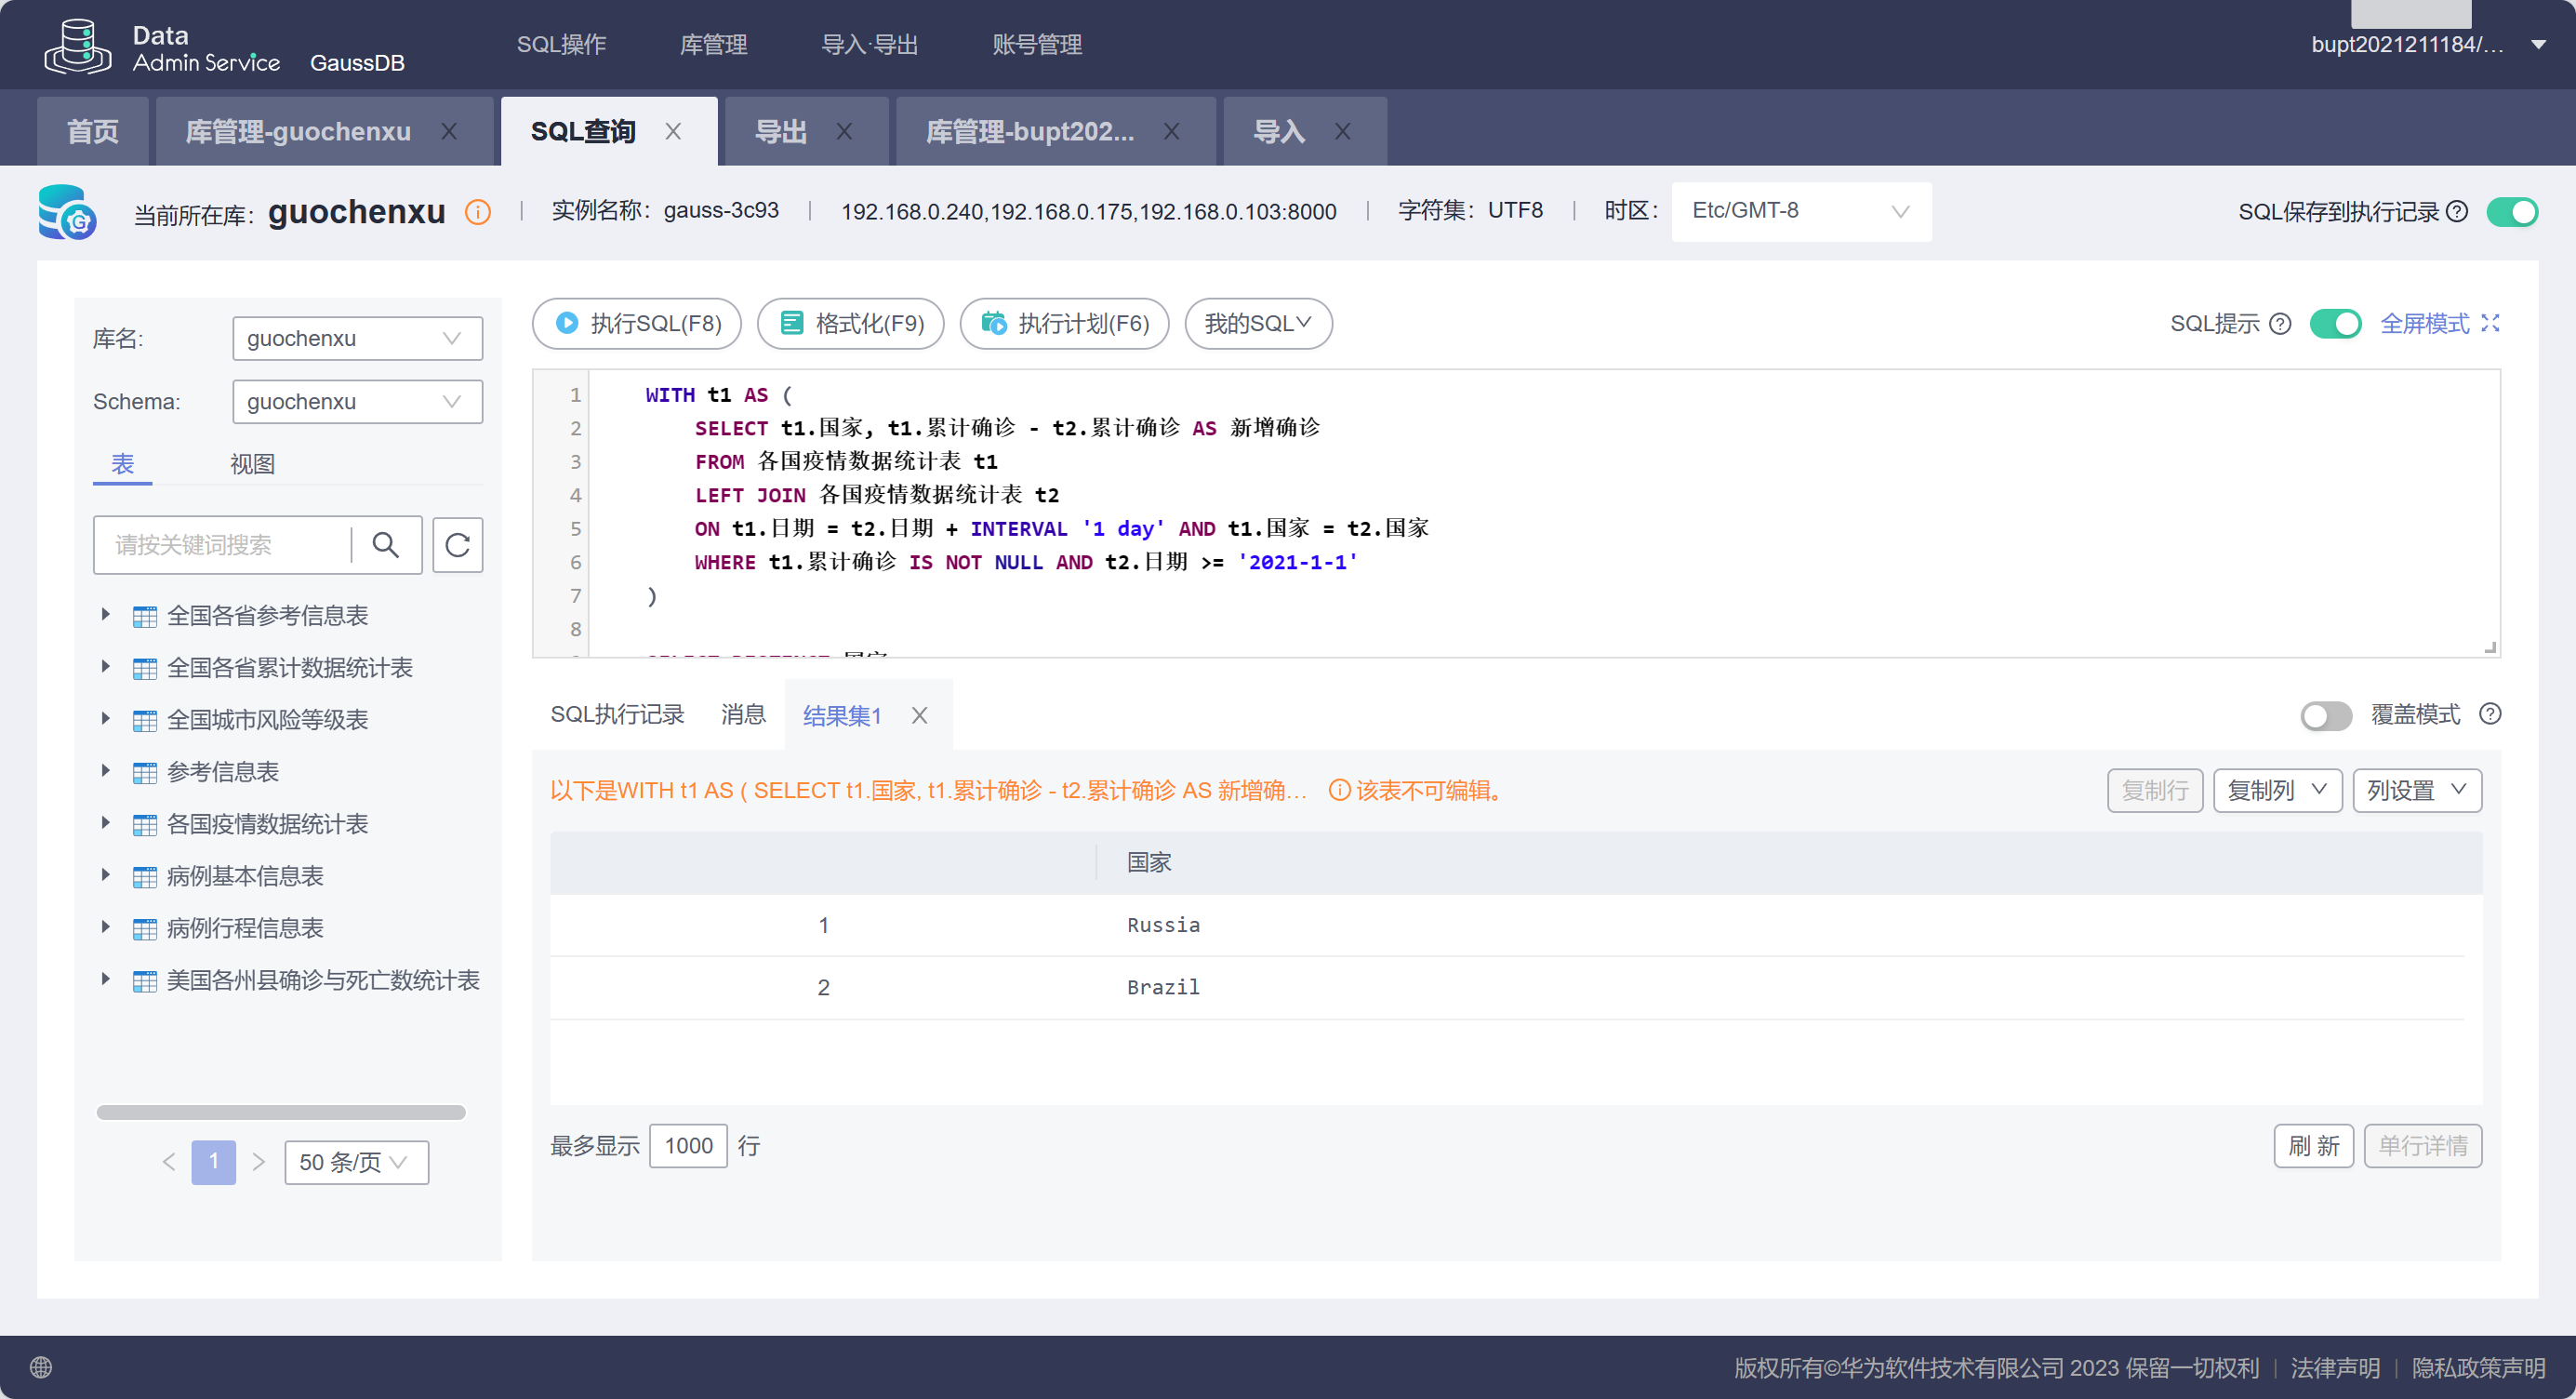 Data
Admin Service GaussDB SQL操作 库管理 导入·导出 账号管理 bupt2021211184/...
首页 库管理-guochenxu SQL查询 导出 库管理-bupt202... 导入
当前所在库： guochenxu 实例名称：gauss-3c93 192.168.0.240,192.168.0.175,192.168.0.103:8000 字符集：UTF8 时区： Etc/GMT-8 SQL保存到执行记录
库名: guochenxu
Schema: guochenxu
表 视图
请按关键词搜索
全国各省参考信息表
全国各省累计数据统计表
全国城市风险等级表
参考信息表
各国疫情数据统计表
病例基本信息表
病例行程信息表
美国各州县确诊与死亡数统计表
1 50 条/页
执行SQL(F8) 格式化(F9) 执行计划(F6) 我的SQL SQL提示 全屏模式
1 WITH t1 AS (
2 SELECT t1.国家, t1.累计确诊 - t2.累计确诊 AS 新增确诊
3 FROM 各国疫情数据统计表 t1
4 LEFT JOIN 各国疫情数据统计表 t2
5 ON t1.日期 = t2.日期 + INTERVAL '1 day' AND t1.国家 = t2.国家
6 WHERE t1.累计确诊 IS NOT NULL AND t2.日期 >= '2021-1-1'
7 )
8
SELECT DISTINCT 国家
SQL执行记录 消息 结果集1 覆盖模式
以下是WITH t1 AS ( SELECT t1.国家, t1.累计确诊 - t2.累计确诊 AS 新增确... 该表不可编辑。 复制行 复制列 列设置
国家
1 Russia
2 Brazil
最多显示 1000 行 刷 新 单行详情
版权所有©华为软件技术有限公司 2023 保留一切权利 | 法律声明 | 隐私政策声明